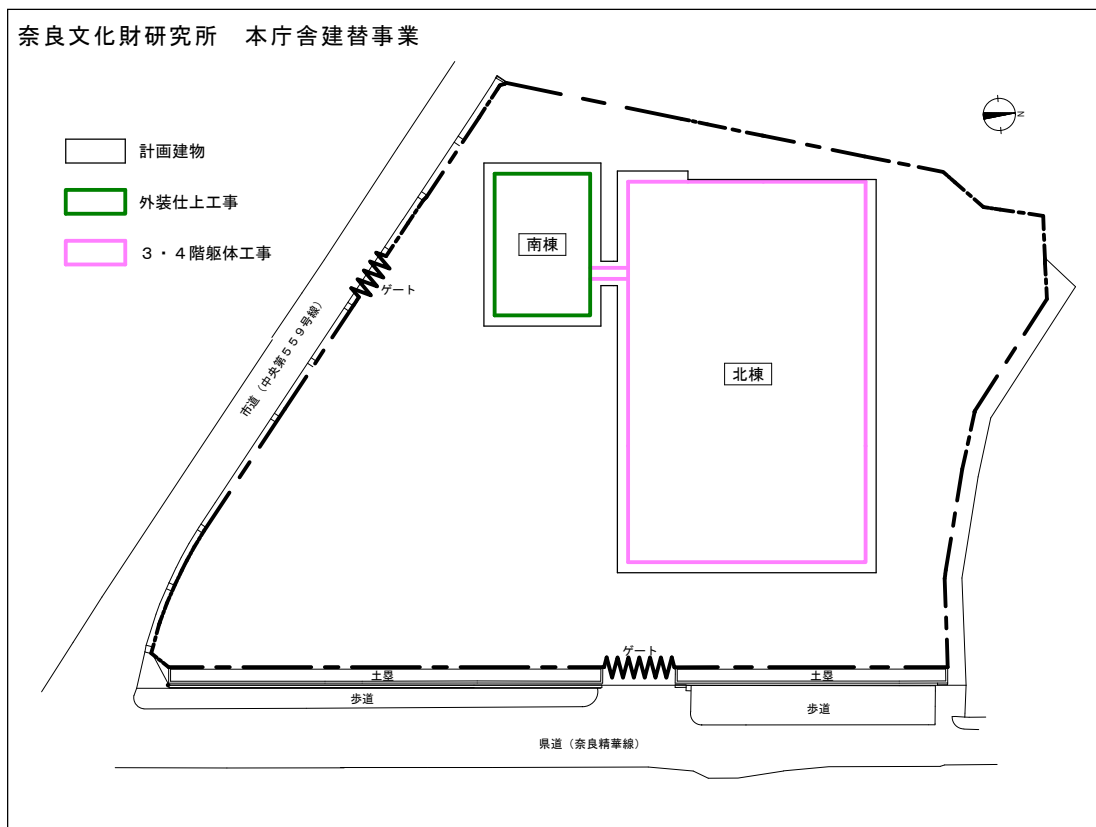 奈良文化財研究所　本庁舎建替事業
N
計画建物
外装仕上工事
３・４階躯体工事
南棟
ゲート
市道（中央第５５９号線）
北棟
ゲート
土塁
土塁
歩道
歩道
県道（奈良精華線）